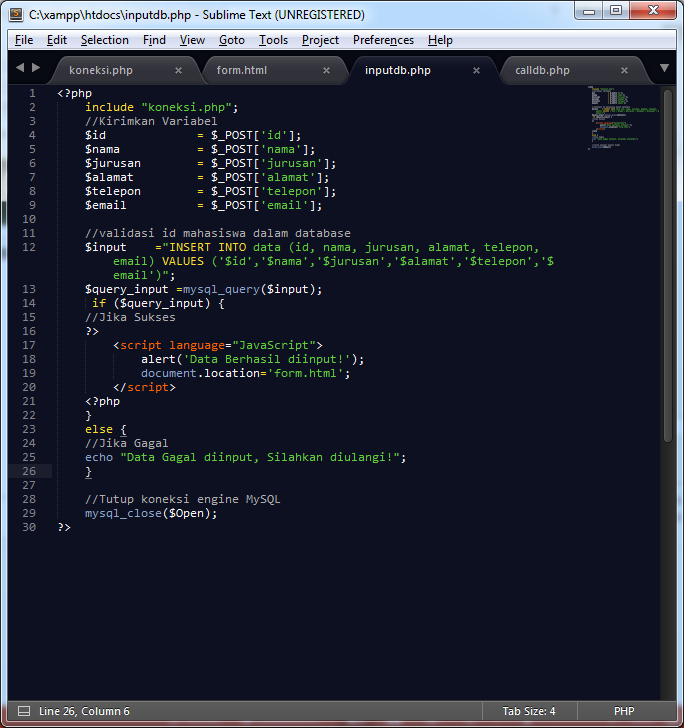 C:\xampp\htdocs\inputdb.php - Sublime Text (UNREGISTERED)
File Edit Selection Find View Goto Tools Project Preferences Help
koneksi.php × form.html × inputdb.php × calldb.php ×
1 <?php
2     include "koneksi.php";
3     //Kirimkan Variabel
4     $id             = $_POST['id'];
5     $nama           = $_POST['nama'];
6     $jurusan        = $_POST['jurusan'];
7     $alamat         = $_POST['alamat'];
8     $telepon        = $_POST['telepon'];
9     $email          = $_POST['email'];
10
11     //validasi id mahasiswa dalam database
12     $input    ="INSERT INTO data (id, nama, jurusan, alamat, telepon,
        email) VALUES ('$id','$nama','$jurusan','$alamat','$telepon','$
        email')";
13     $query_input =mysql_query($input);
14      if ($query_input) {
15     //Jika Sukses
16     ?>
17         <script language="JavaScript">
18             alert('Data Berhasil diinput!');
19             document.location='form.html';
20         </script>
21     <?php
22     }
23     else {
24     //Jika Gagal
25     echo "Data Gagal diinput, Silahkan diulangi!";
26     }
27
28     //Tutup koneksi engine MySQL
29     mysql_close($Open);
30 ?>
Line 26, Column 6 Tab Size: 4 PHP